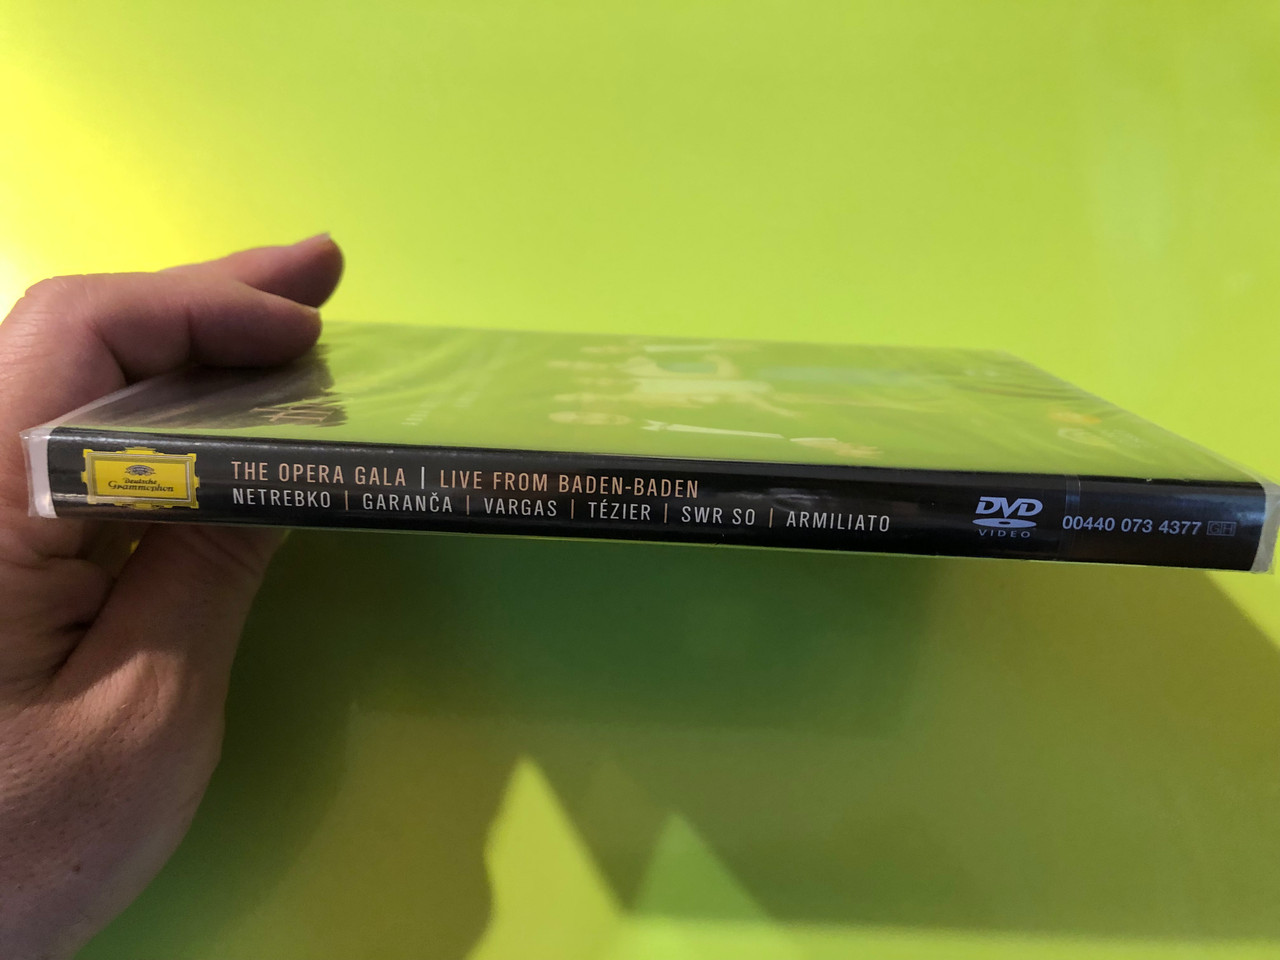 Deutsche
Grammophon
THE OPERA GALA | LIVE FROM BADEN-BADEN
NETREBKO | GARANČA | VARGAS | TÉZIER | SWR SO | ARMILIATO
DVD
VIDEO
00440 073 4377 GH